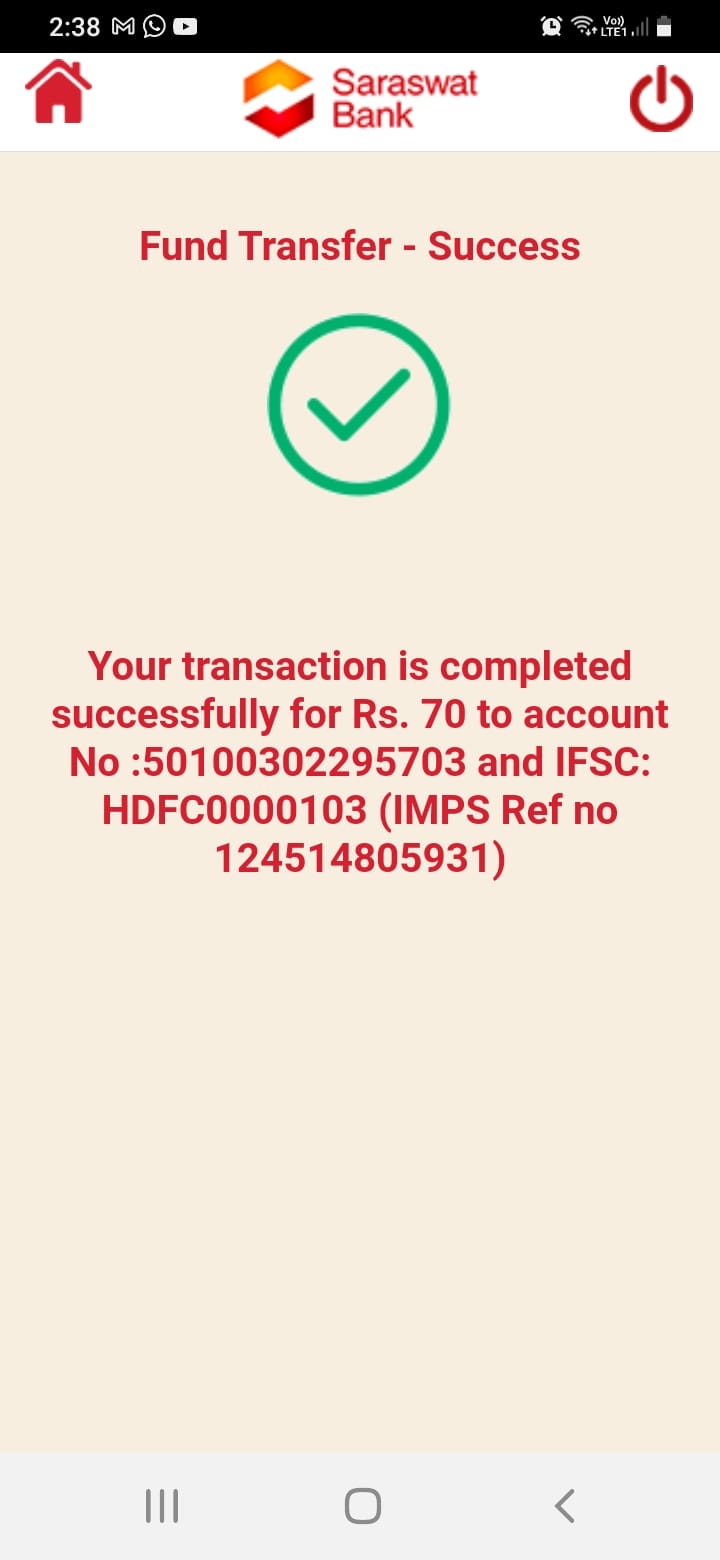 2:38
Vo))
LTE1
Saraswat
Bank
Fund Transfer - Success
Your transaction is completed
successfully for Rs. 70 to account
No :50100302295703 and IFSC:
HDFC0000103 (IMPS Ref no
124514805931)